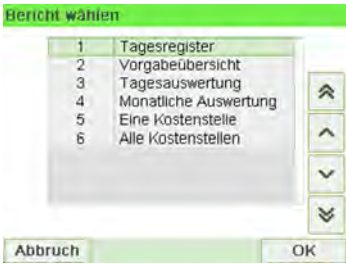 Bericht wählen
1 Tagesregister
2 Vorgabeübersicht
3 Tagesauswertung
4 Monatliche Auswertung
5 Eine Kostenstelle
6 Alle Kostenstellen
Abbruch OK